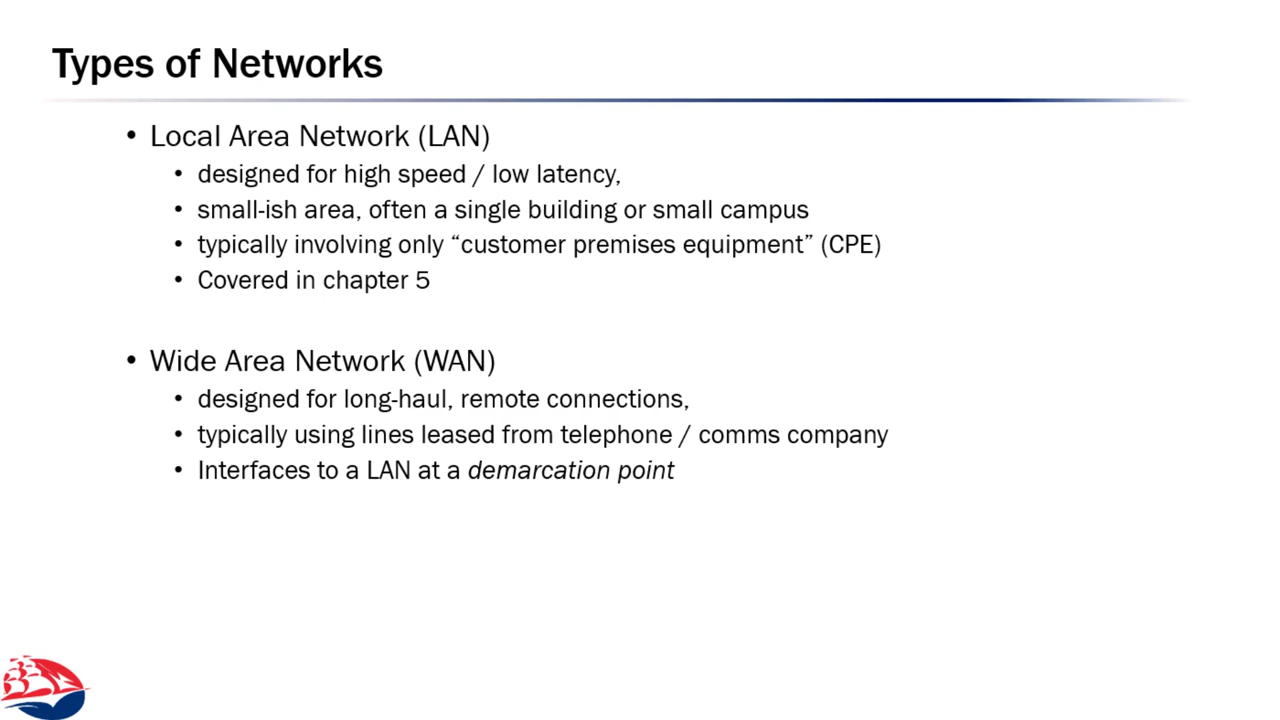 Types of Networks
• Local Area Network (LAN)
• designed for high speed / low latency,
• small-ish area, often a single building or small campus
• typically involving only “customer premises equipment” (CPE)
• Covered in chapter 5
• Wide Area Network (WAN)
• designed for long-haul, remote connections,
• typically using lines leased from telephone / comms company
• Interfaces to a LAN at a demarcation point